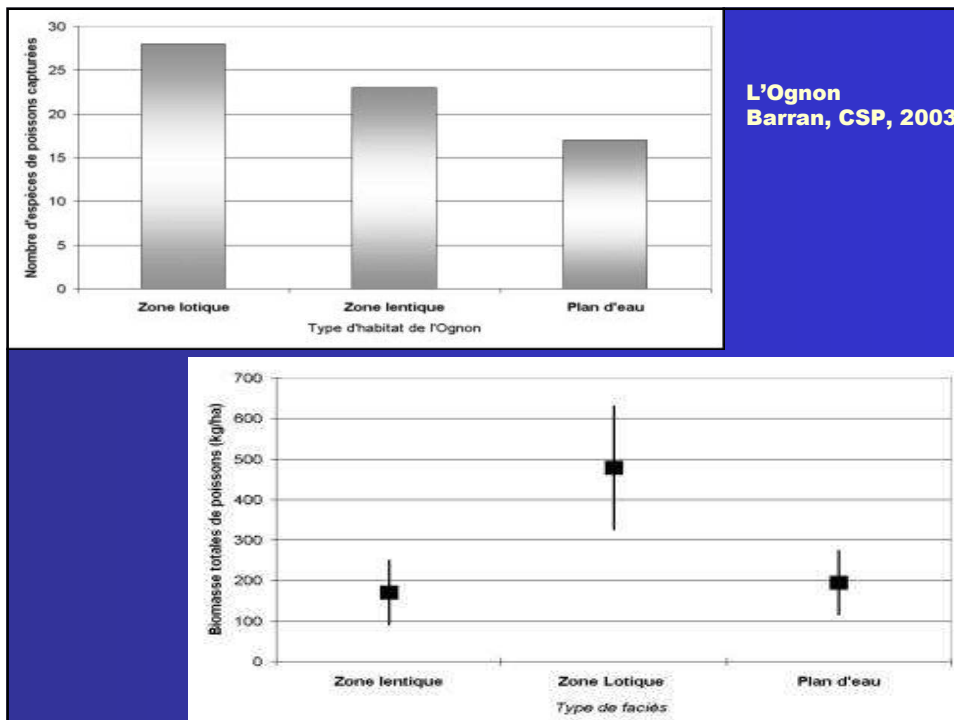 Nombre d'espèces de poissons capturées
30
25
20
15
10
5
0
Zone lotique
Zone lentique
Plan d'eau
Type d'habitat de l'Ognon
L'Ognon
Barran, CSP, 2003
Biomasse totales de poissons (kg/ha)
700
600
500
400
300
200
100
0
Zone lentique
Zone Lotique
Plan d'eau
Type de faciès